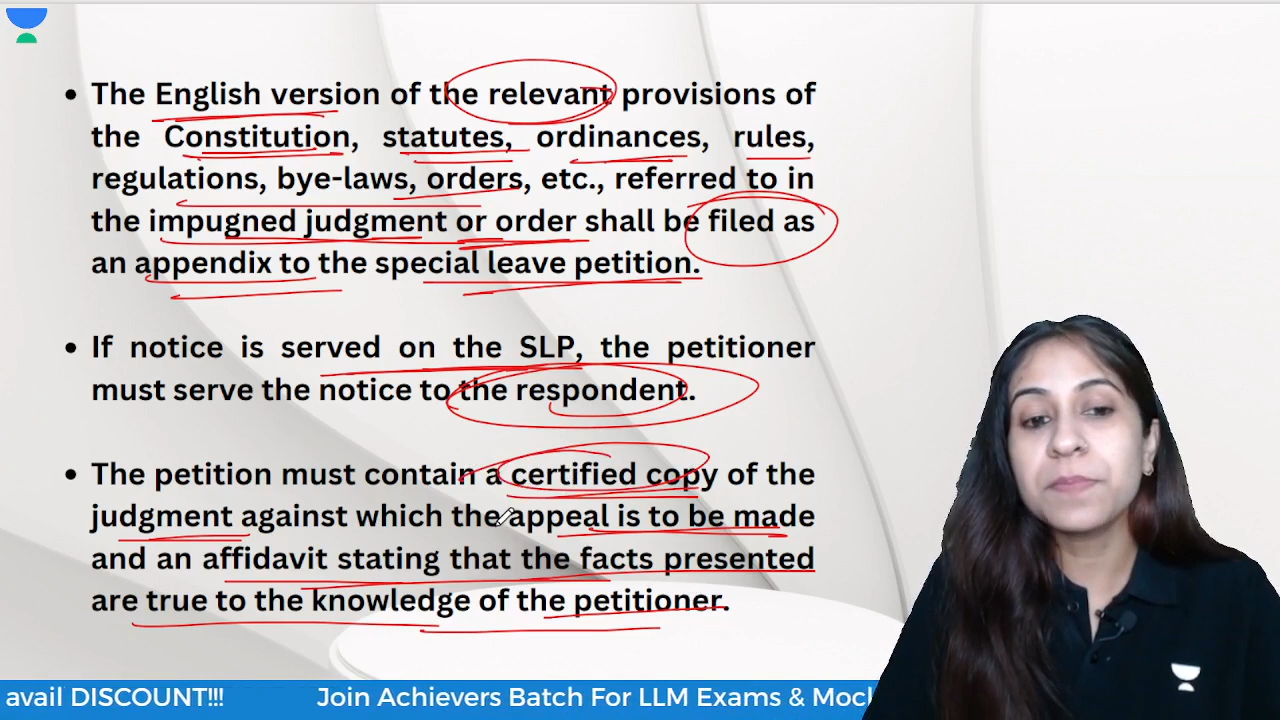 • The English version of the relevant provisions of
the Constitution, statutes, ordinances, rules,
regulations, bye-laws, orders, etc., referred to in
the impugned judgment or order shall be filed as
an appendix to the special leave petition.
• If notice is served on the SLP, the petitioner
must serve the notice to the respondent.
• The petition must contain a certified copy of the
judgment against which the appeal is to be made
and an affidavit stating that the facts presented
are true to the knowledge of the petitioner.
avail DISCOUNT!!! Join Achievers Batch For LLM Exams & Mock